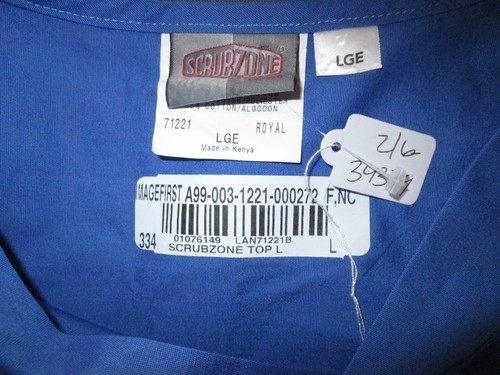 SCRUBZONE
LGE
COTTON/ALGODON
71221 ROYAL
LGE
Made in Kenya
2/6
MAGEFIRST A99-003-1221-000272 F,NC
334 01076149 LAN71221B
SCRUBZONE TOP L L